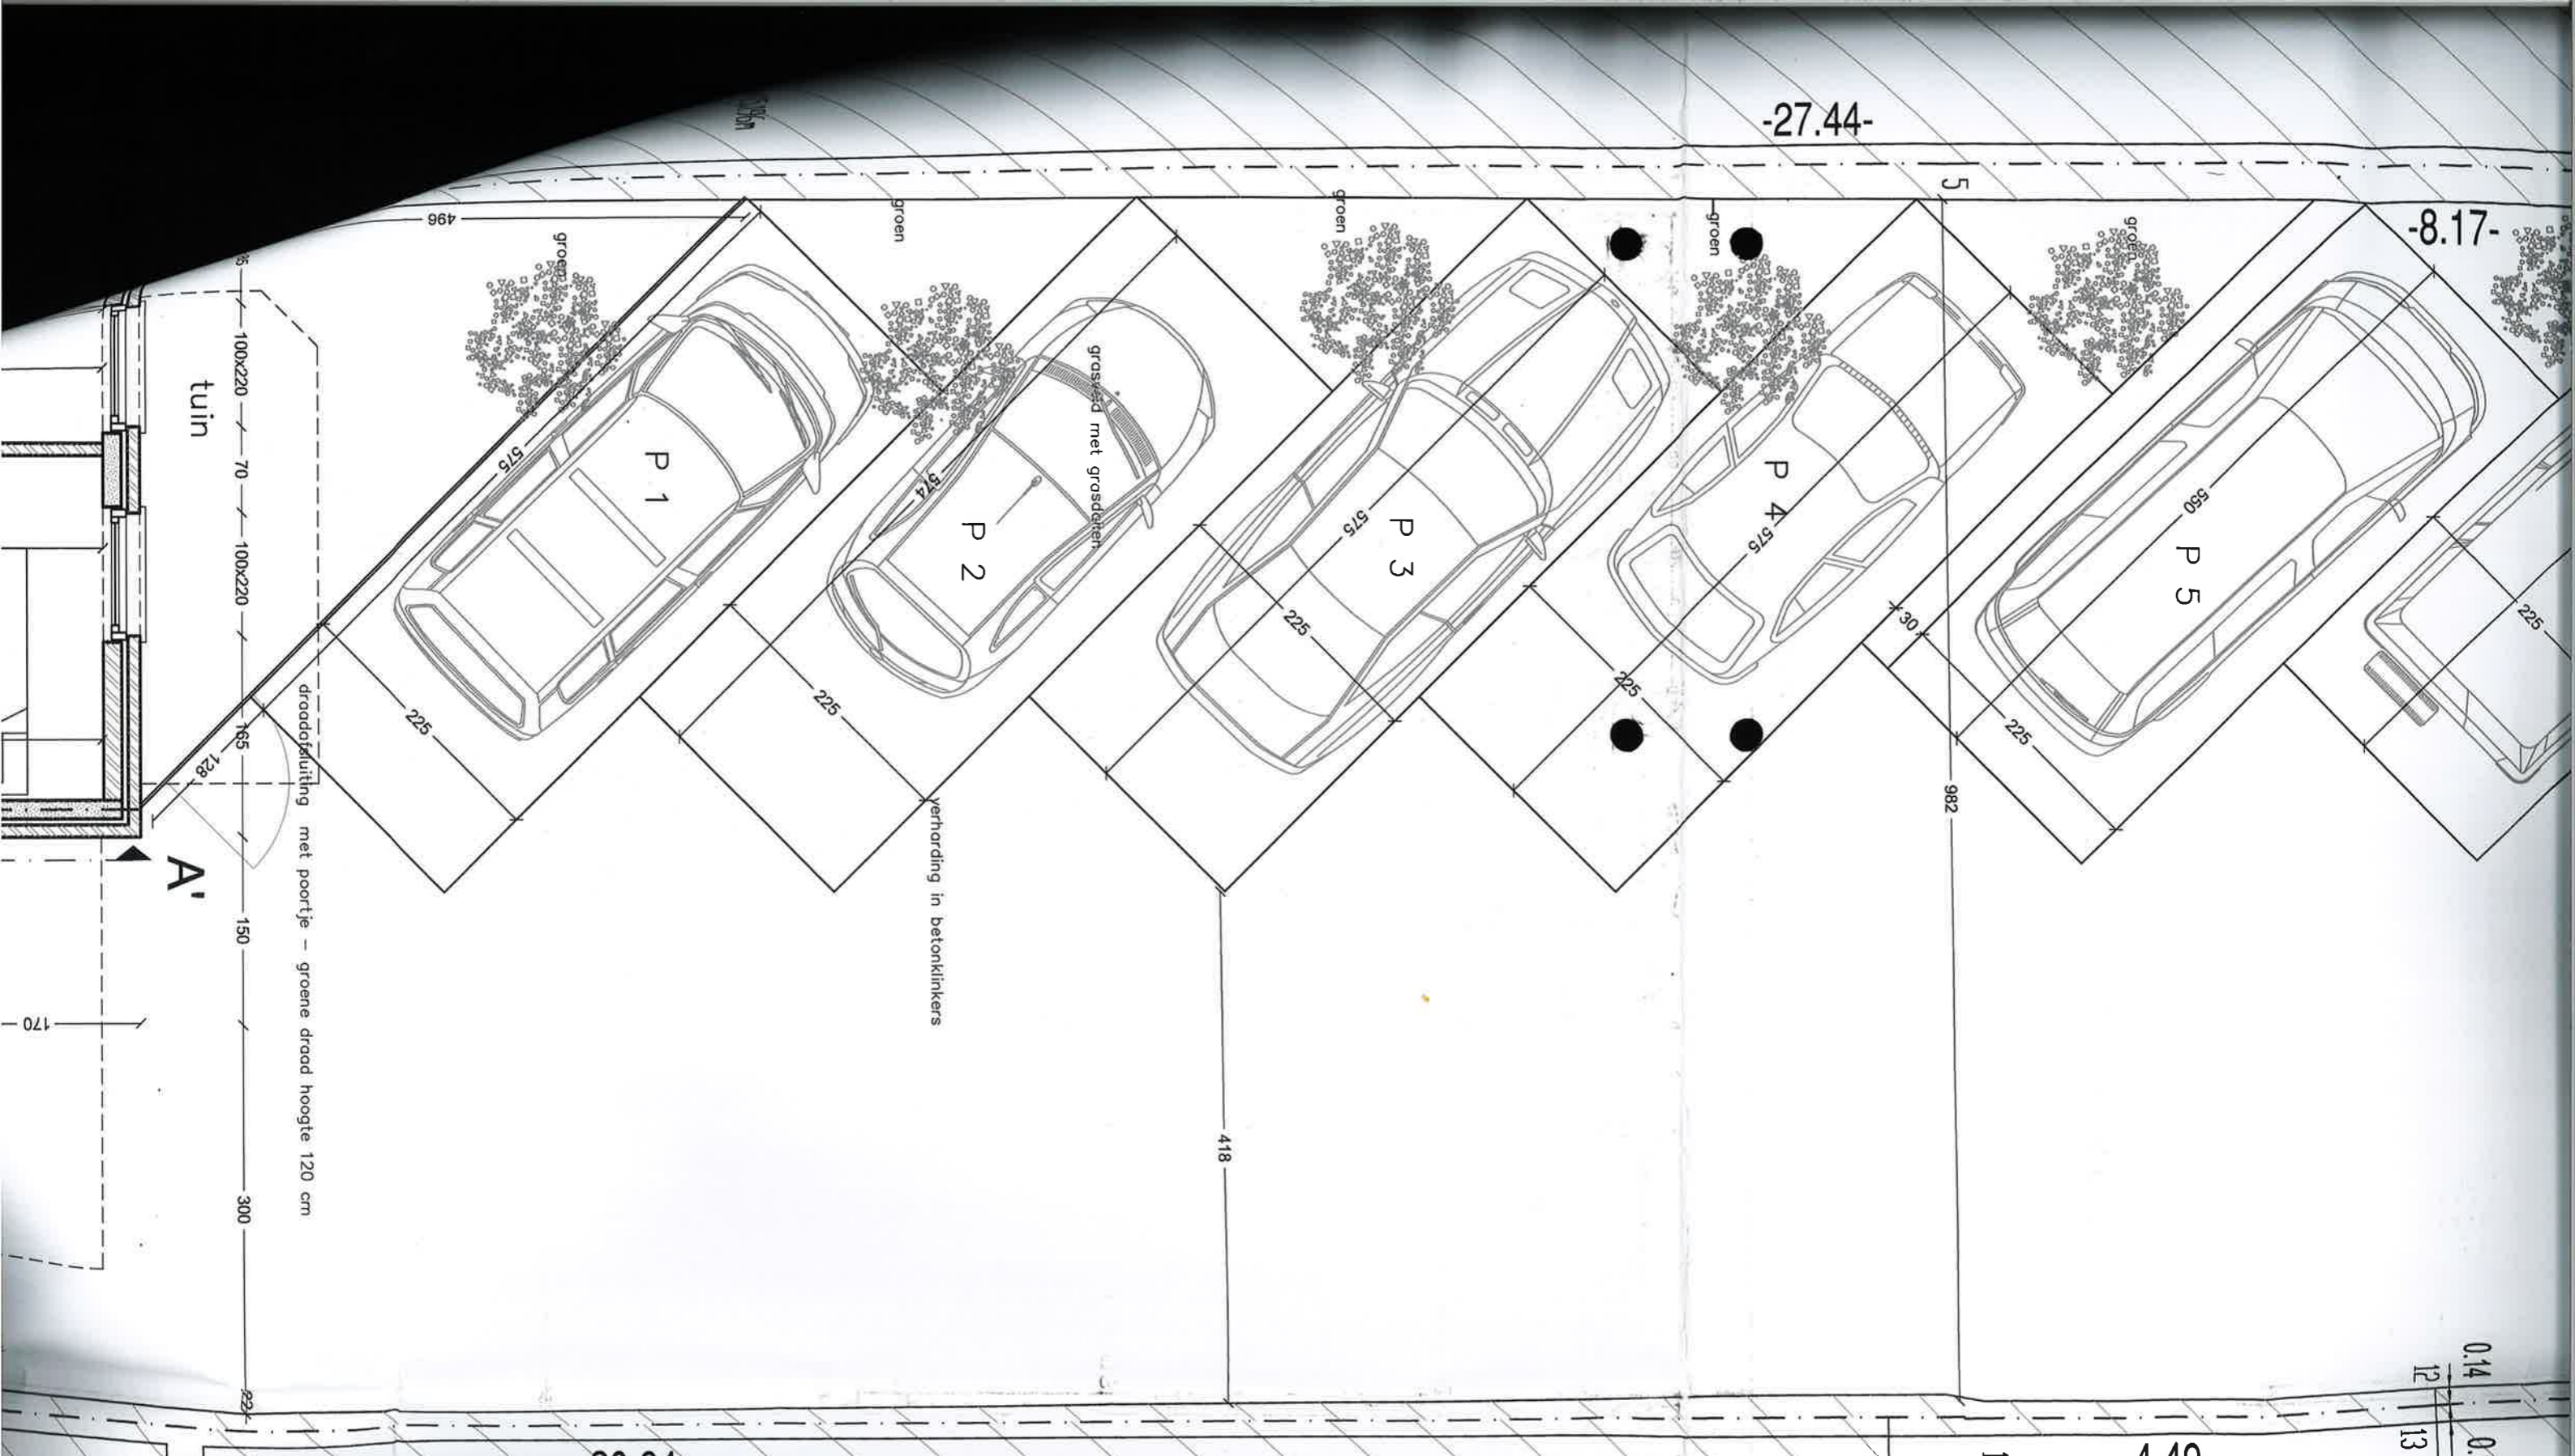 -27.44-
5
-8.17-
496
groen
groen
groen
groen
groen
100x220
70
100x220
165
150
300
22
tuin
128
A'
170
575
P 1
225
574
P 2
225
grasveld met grasdallen
575
P 3
225
P 4
575
225
30
550
P 5
225
225
982
418
draadafsluiting met poortje – groene draad hoogte 120 cm
verharding in betonklinkers
0.14
12
13